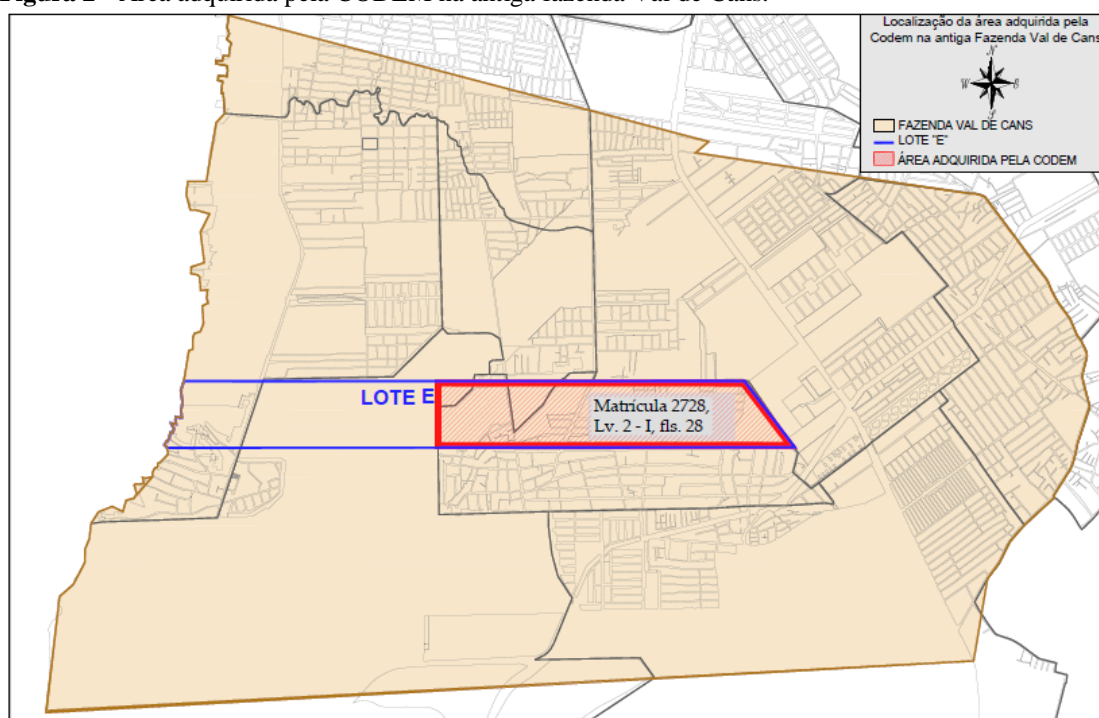 Área adquirida pela CODEM na antiga fazenda Val de Cans.
Localização da área adquirida pela
Codem na antiga Fazenda Val de Cans
N
W
S
FAZENDA VAL DE CANS
LOTE "E"
ÁREA ADQUIRIDA PELA CODEM
LOTE E
Matrícula 2728,
Lv. 2 - I, fls. 28